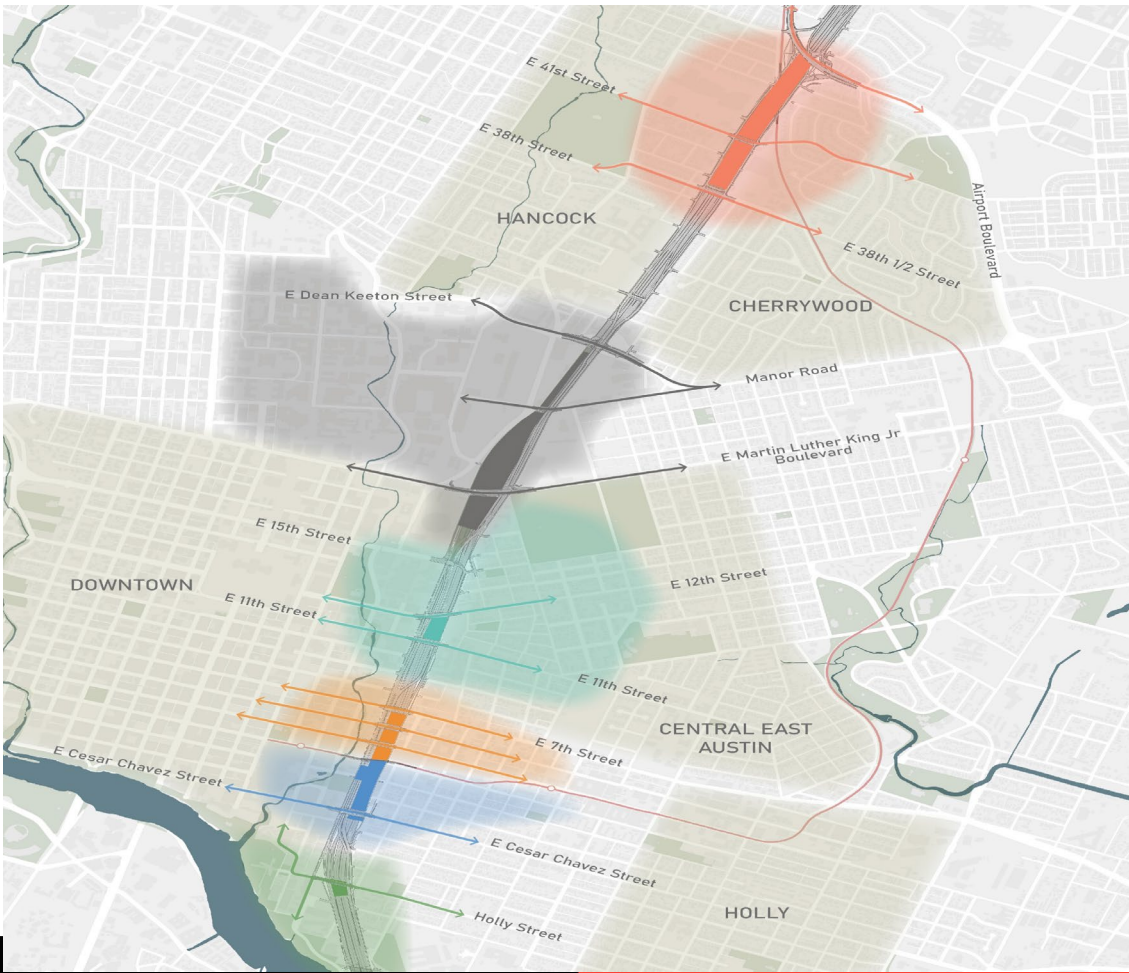 E 41st Street
E 38th Street
HANCOCK
Airport Boulevard
E 38th 1/2 Street
E Dean Keeton Street
CHERRYWOOD
Manor Road
E Martin Luther King Jr
Boulevard
E 15th Street
DOWNTOWN
E 12th Street
E 11th Street
E 11th Street
CENTRAL EAST
AUSTIN
E 7th Street
E Cesar Chavez Street
E Cesar Chavez Street
HOLLY
Holly Street